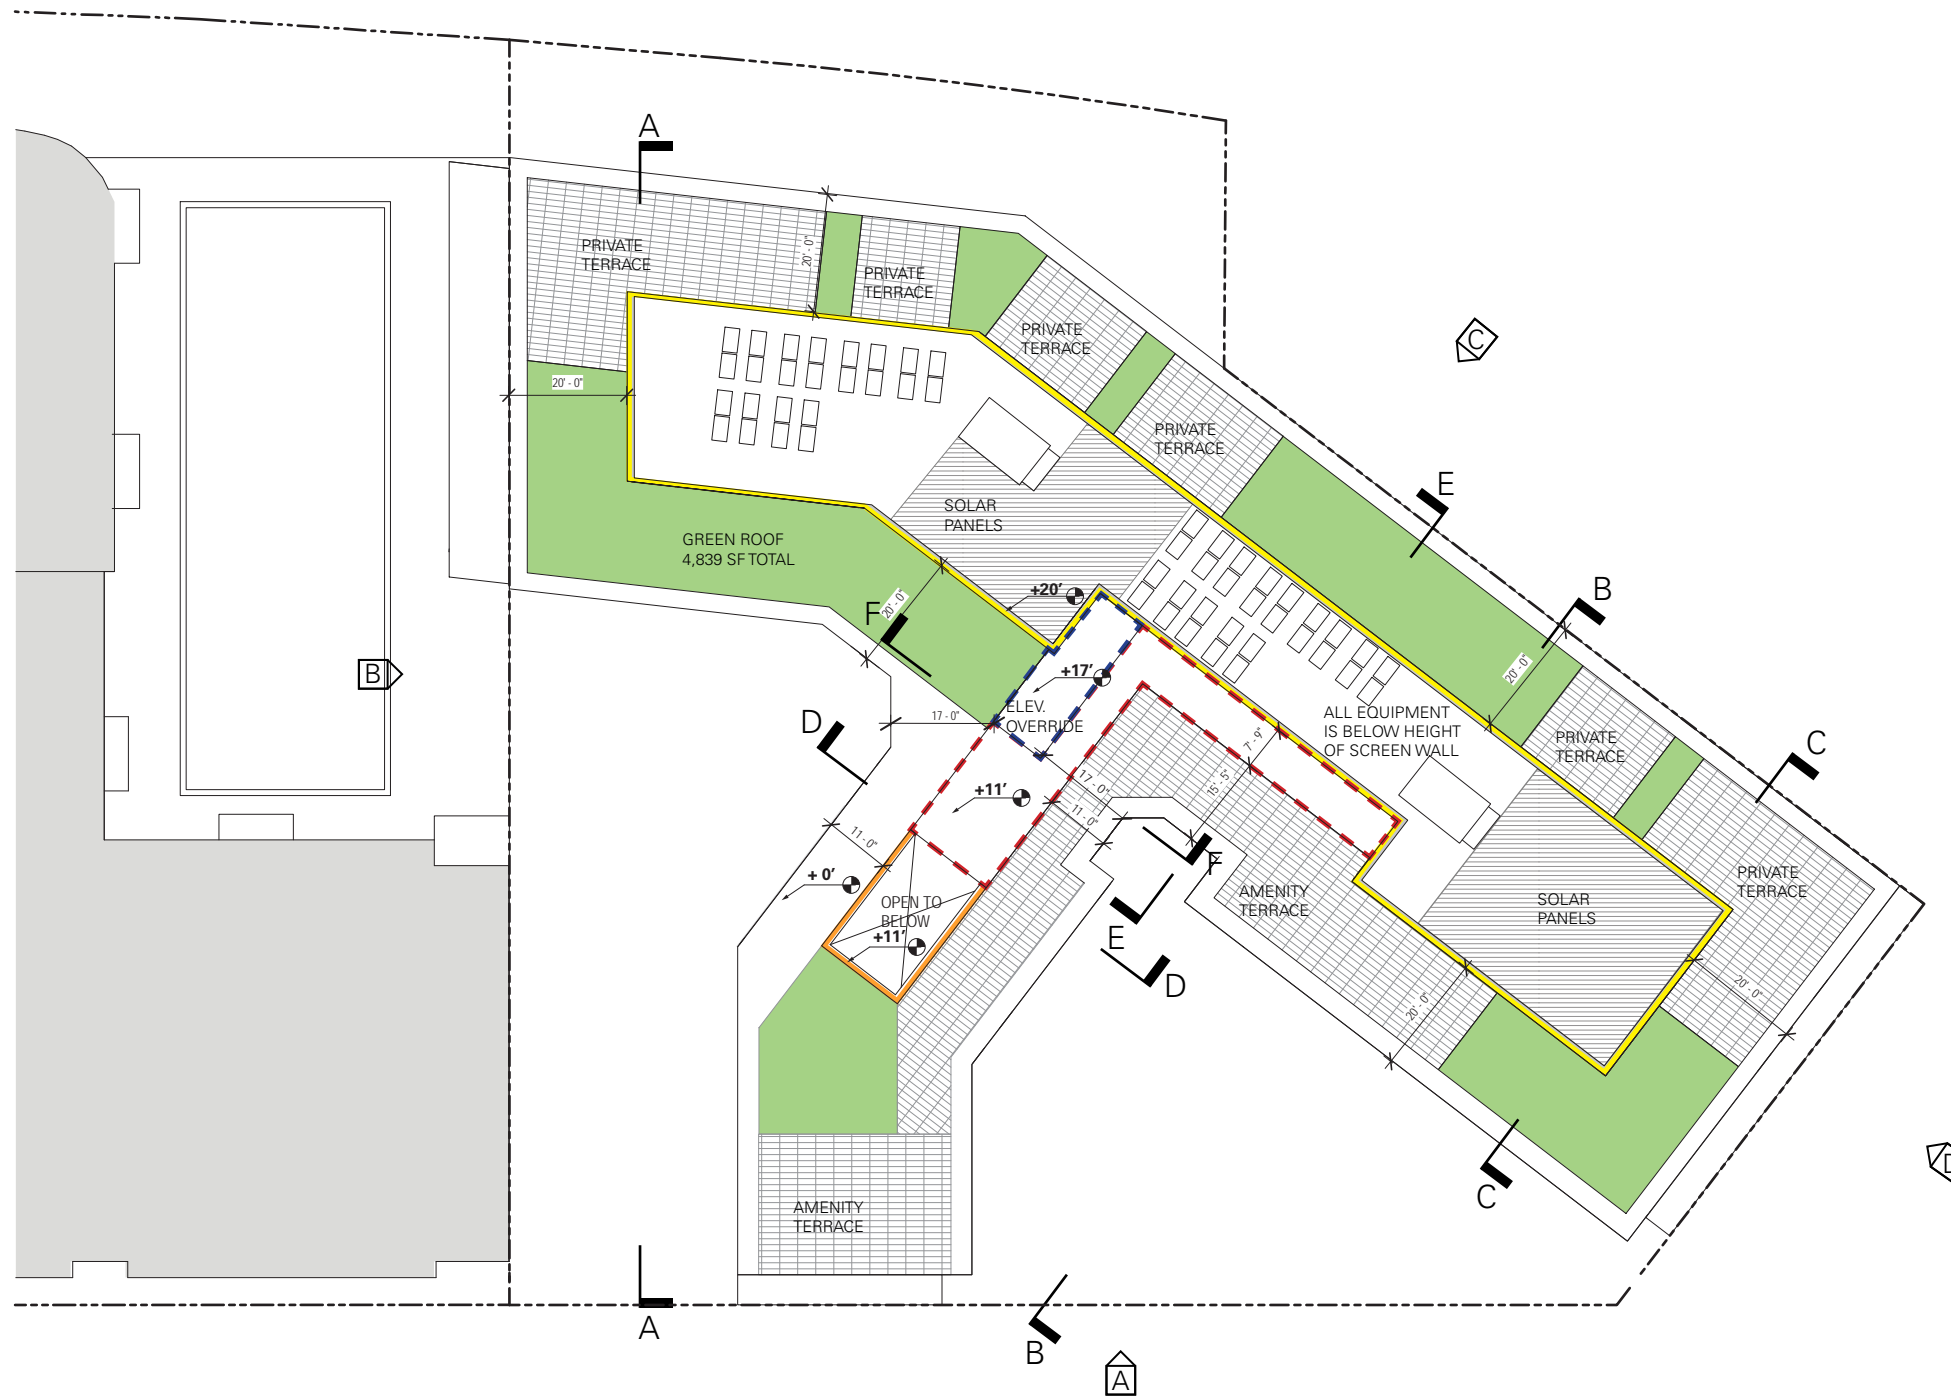 A
PRIVATE
TERRACE
20' - 0"
PRIVATE
TERRACE
PRIVATE
TERRACE
C
20' - 0"
PRIVATE
TERRACE
E
SOLAR
PANELS
GREEN ROOF
4,839 SF TOTAL
B
+20'
20' - 0"
F
+17'
20' - 0"
B
ELEV.
OVERRIDE
17 - 0"
D
ALL EQUIPMENT
IS BELOW HEIGHT
OF SCREEN WALL
7' - 9"
PRIVATE
TERRACE
C
15' - 5"
17' - 0"
+11'
11' - 0"
11' - 0"
F
+ 0'
PRIVATE
TERRACE
AMENITY
TERRACE
OPEN TO
BELOW
SOLAR
PANELS
+11'
E
D
20' - 0"
20' - 0"
D
C
AMENITY
TERRACE
A
B
A